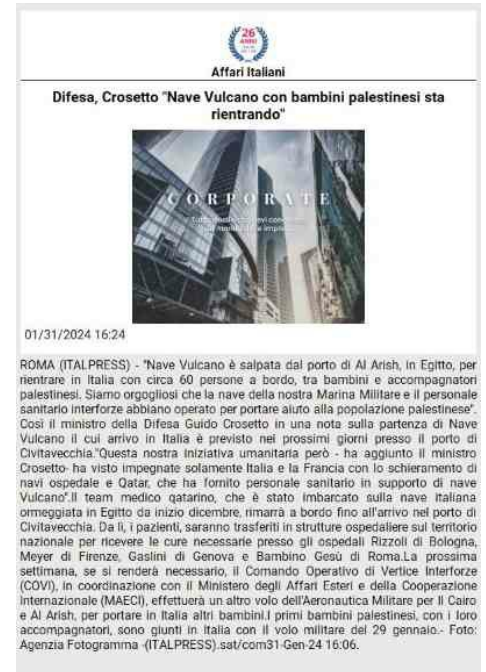 26
ANNO
Affari Italiani
Difesa, Crosetto "Nave Vulcano con bambini palestinesi sta
rientrando"
CORPORATE
01/31/2024 16:24
ROMA (ITALPRESS) - "Nave Vulcano è salpata dal porto di Al Arish, in Egitto, per
rientrare in Italia con circa 60 persone a bordo, tra bambini e accompagnatori
palestinesi. Siamo orgogliosi che la nave della nostra Marina Militare e il personale
sanitario interforze abbiano operato per portare aiuto alla popolazione palestinese".
Così il ministro della Difesa Guido Crosetto in una nota sulla partenza di Nave
Vulcano il cui arrivo in Italia è previsto nei prossimi giorni presso il porto di
Civitavecchia."Questa nostra iniziativa umanitaria però - ha aggiunto il ministro
Crosetto- ha visto impegnate solamente Italia e la Francia con lo schieramento di
navi ospedale e Qatar, che ha fornito personale sanitario in supporto di nave
Vulcano".Il team medico qatarino, che è stato imbarcato sulla nave italiana
ormeggiata in Egitto da inizio dicembre, rimarrà a bordo fino all'arrivo nel porto di
Civitavecchia. Da lì, i pazienti, saranno trasferiti in strutture ospedaliere sul territorio
nazionale per ricevere le cure necessarie presso gli ospedali Rizzoli di Bologna,
Meyer di Firenze, Gaslini di Genova e Bambino Gesù di Roma.La prossima
settimana, se si renderà necessario, il Comando Operativo di Vertice Interforze
(COVI), in coordinazione con il Ministero degli Affari Esteri e della Cooperazione
Internazionale (MAECI), effettuerà un altro volo dell'Aeronautica Militare per Il Cairo
e Al Arish, per portare in Italia altri bambini.I primi bambini palestinesi, con i loro
accompagnatori, sono giunti in Italia con il volo militare del 29 gennaio.- Foto:
Agenzia Fotogramma -(ITALPRESS).sat/com31-Gen-24 16:06.